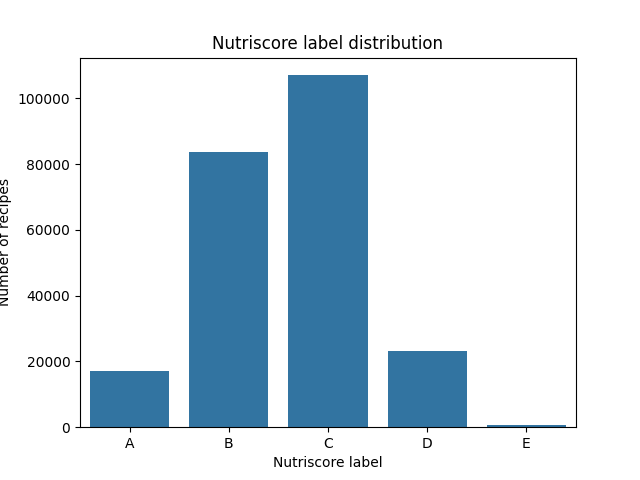 Nutriscore label distribution
Number of recipes
100000
80000
60000
40000
20000
0
A B C D E
Nutriscore label